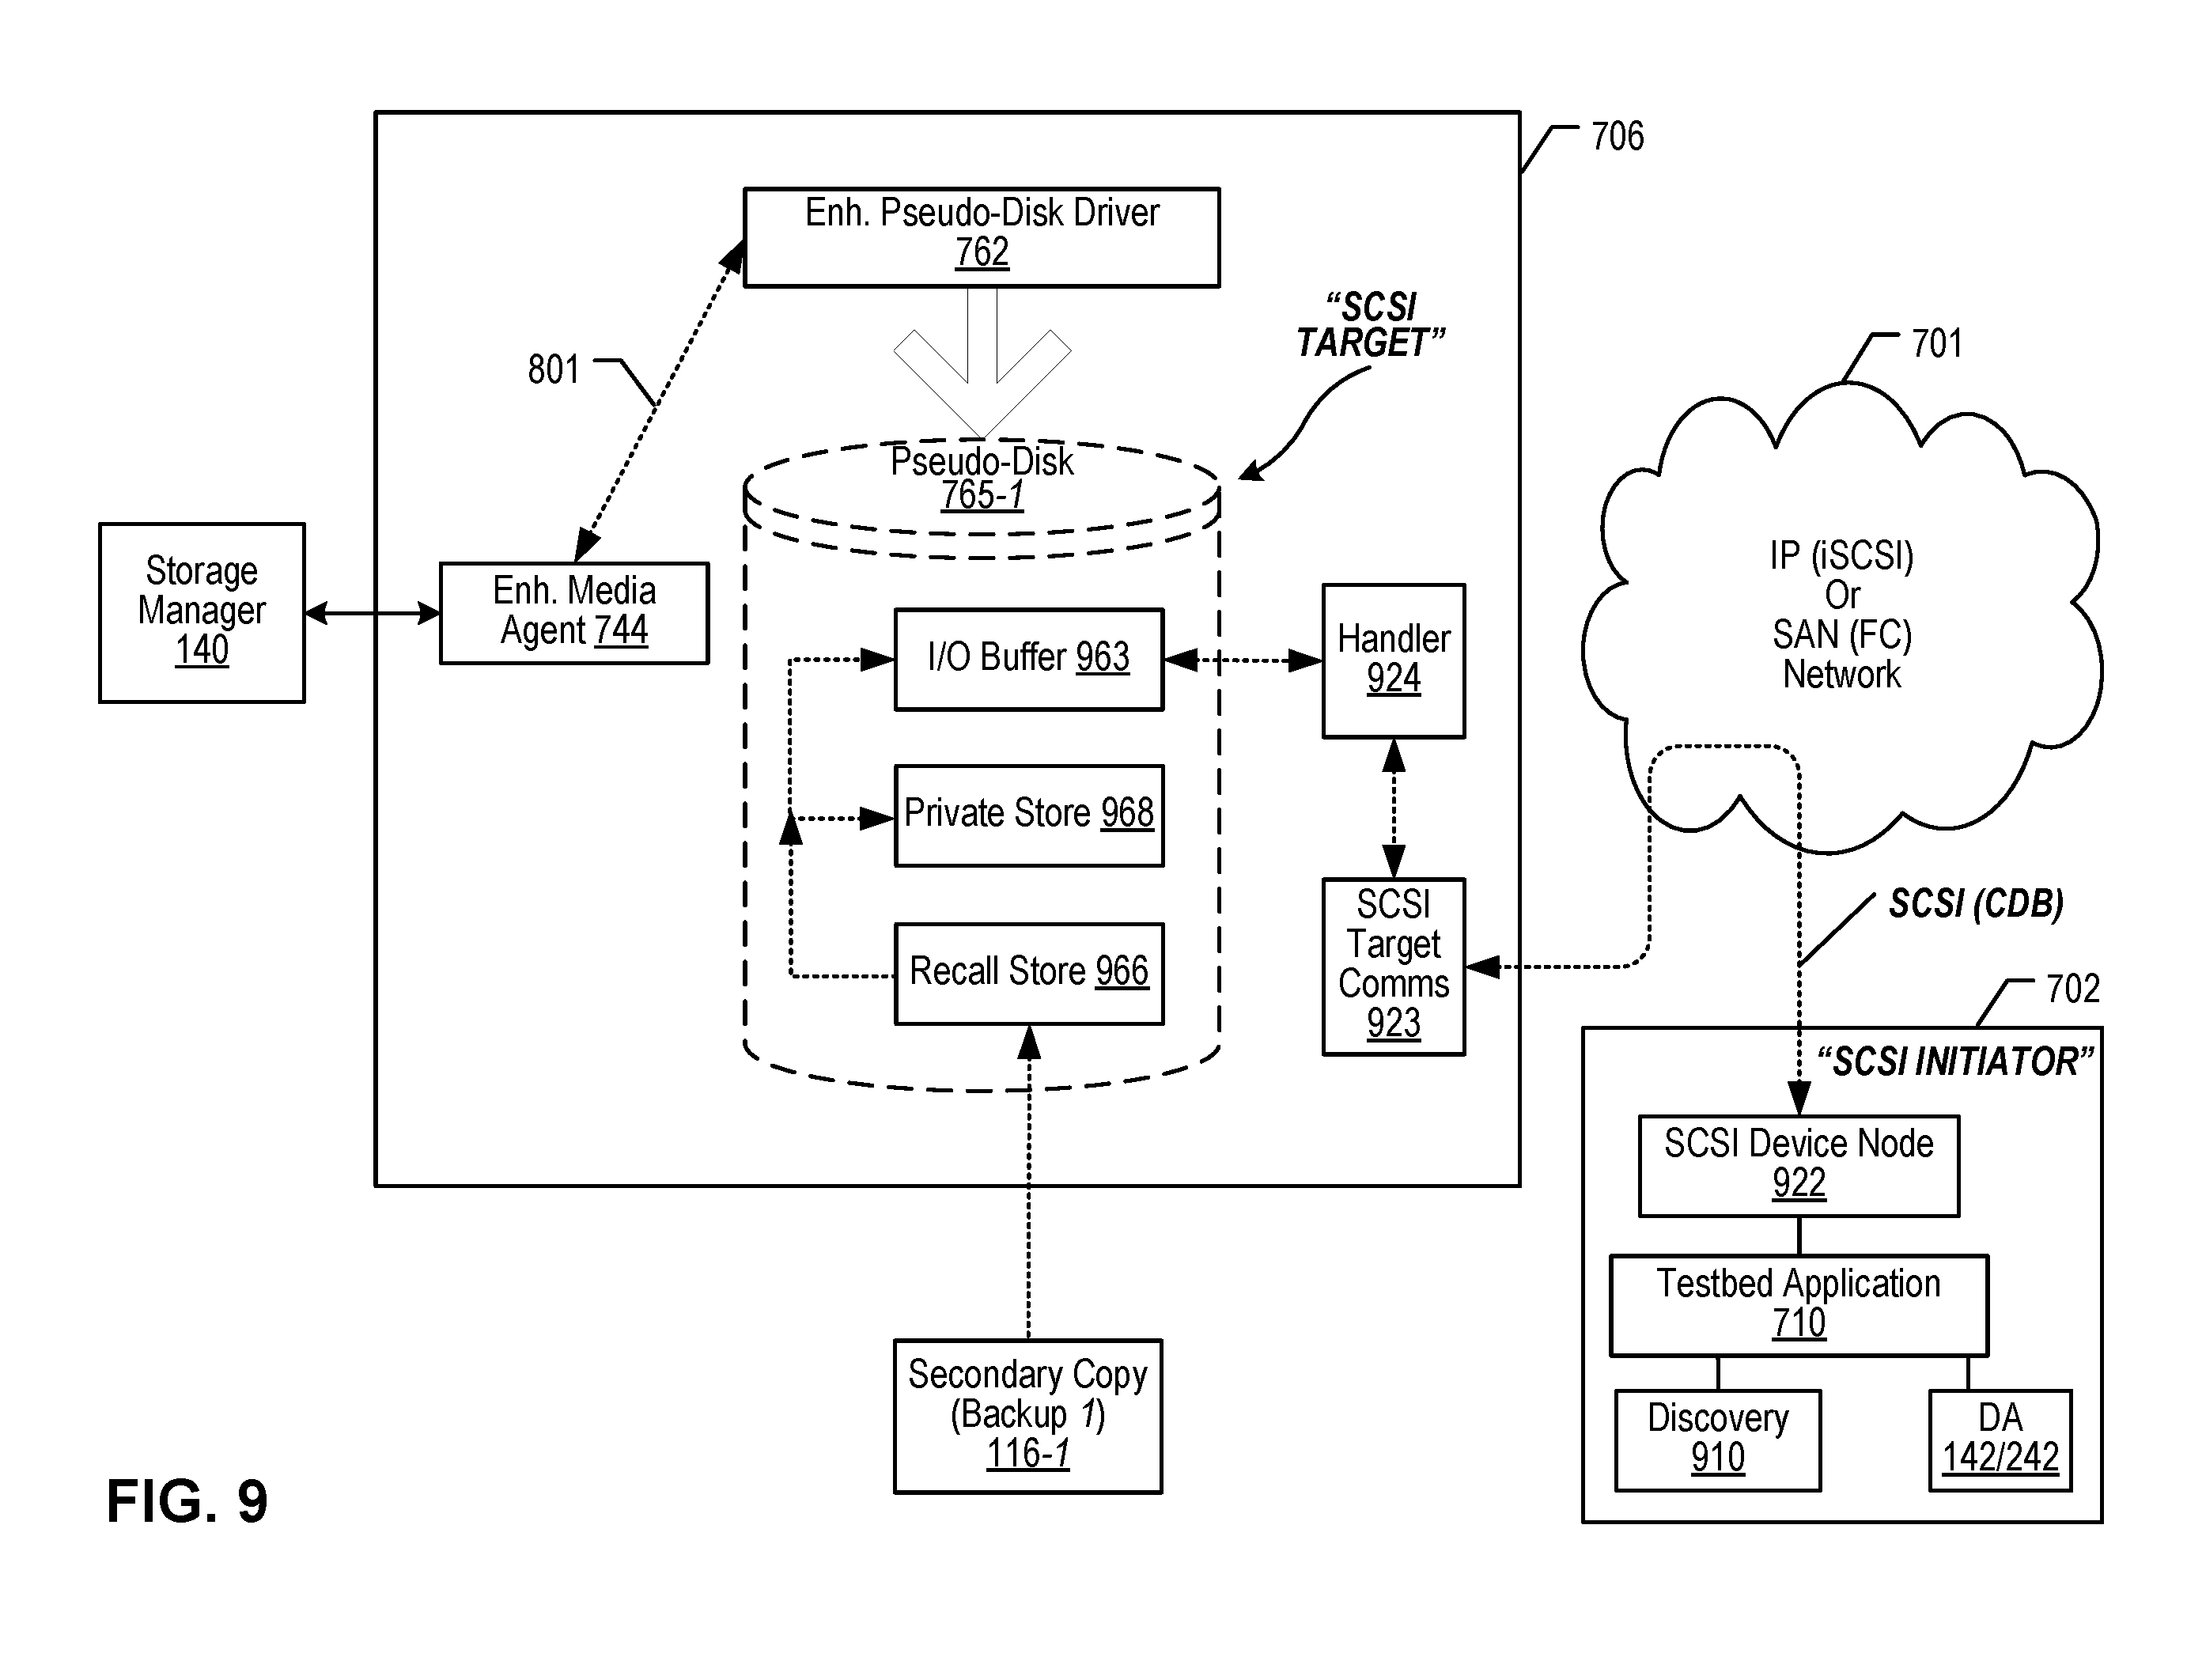 706
Enh. Pseudo-Disk Driver
762
“SCSI
TARGET”
801
701
Pseudo-Disk
765-1
Storage
Manager
140
Enh. Media
Agent 744
IP (iSCSI)
Or
SAN (FC)
Network
I/O Buffer 963
Handler
924
Private Store 968
SCSI
Target
Comms
923
SCSI (CDB)
Recall Store 966
702
“SCSI INITIATOR”
SCSI Device Node
922
Testbed Application
710
Secondary Copy
(Backup 1)
116-1
Discovery
910
DA
142/242
FIG. 9